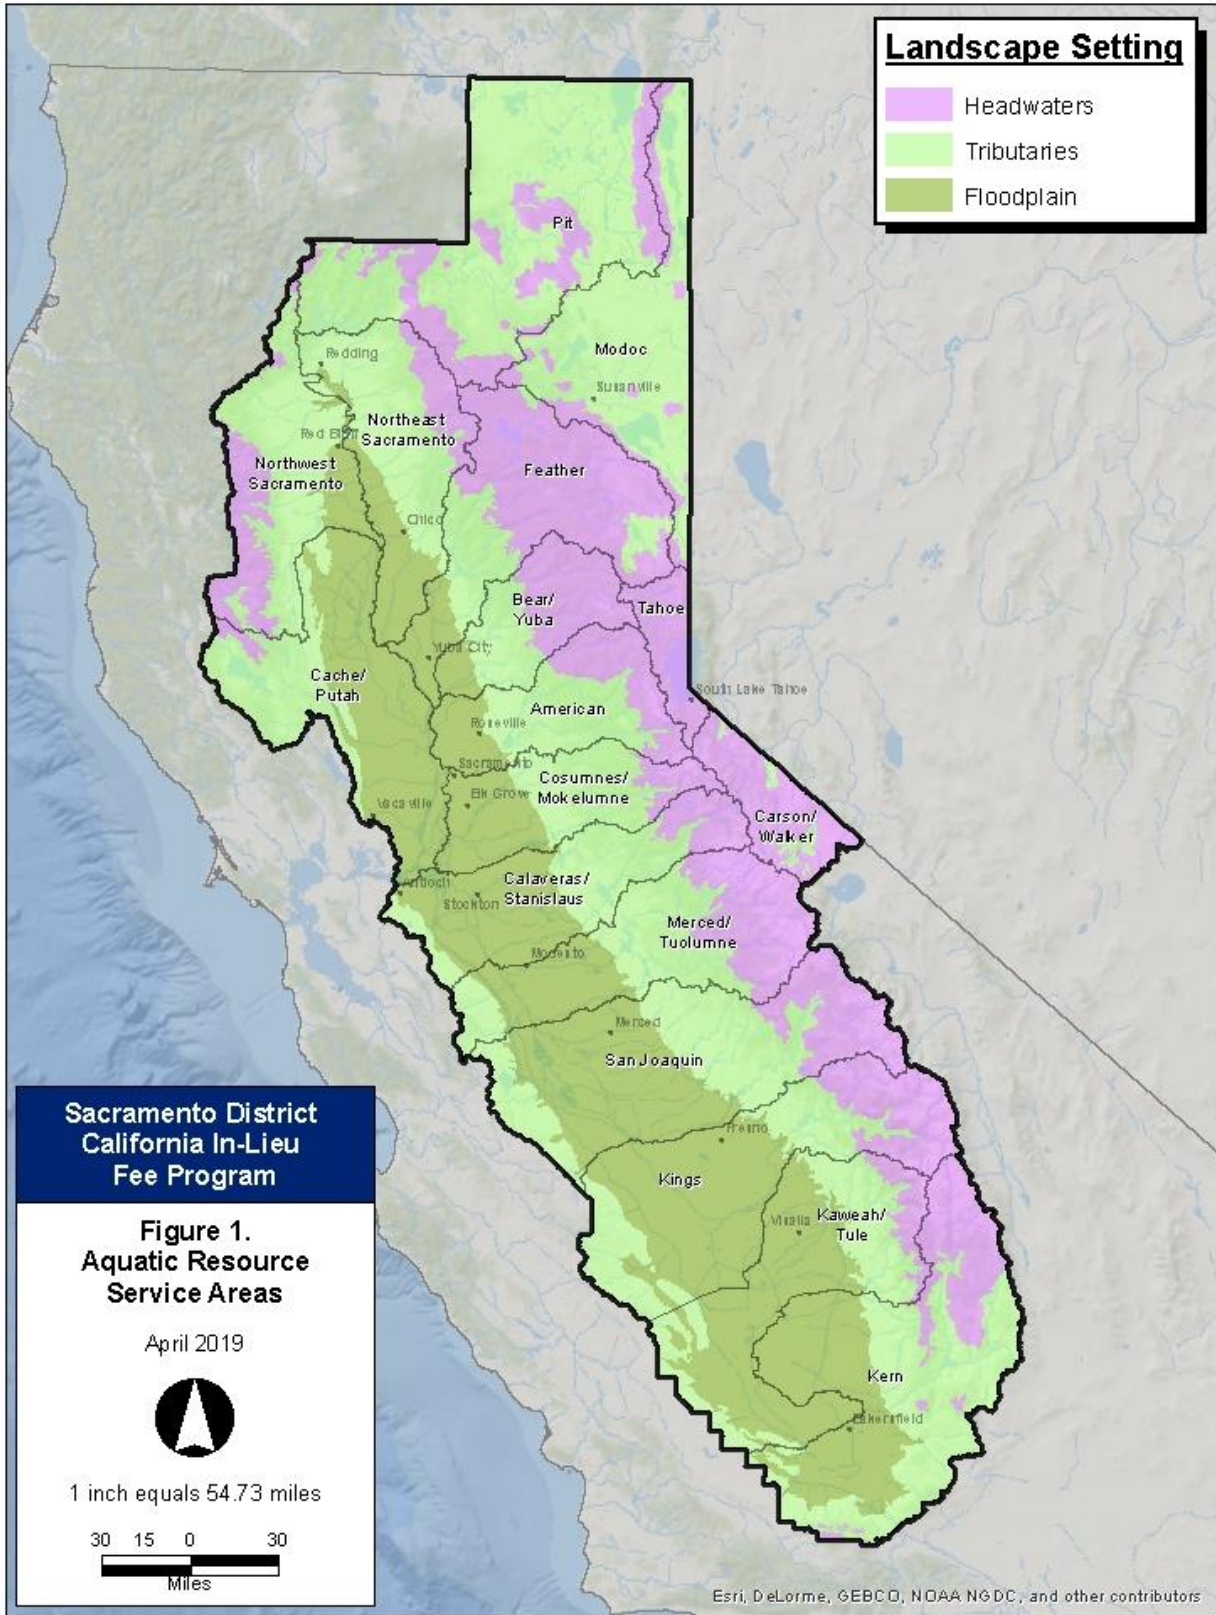 Landscape Setting
Headwaters
Tributaries
Floodplain
Pit
Modoc
Redding
Susanville
Northeast
Sacramento
Red Bluff
Northwest
Sacramento
Feather
Chico
Bear/
Yuba
Tahoe
Yuba City
Cache/
Putah
South Lake Tahoe
American
Roseville
Sacramento
Cosumnes/
Mokelumne
Elk Grove
Vacaville
Carson/
Walker
Antioch
Calaveras/
Stanislaus
Stockton
Merced/
Tuolumne
Modesto
Merced
San Joaquin
Fresno
Kings
Visalia
Kaweah/
Tule
Kern
Bakersfield
Sacramento District
California In-Lieu
Fee Program
Figure 1.
Aquatic Resource
Service Areas
April 2019
1 inch equals 54.73 miles
30 15 0 30
Miles
Esri, DeLorme, GEBCO, NOAA NGDC, and other contributors